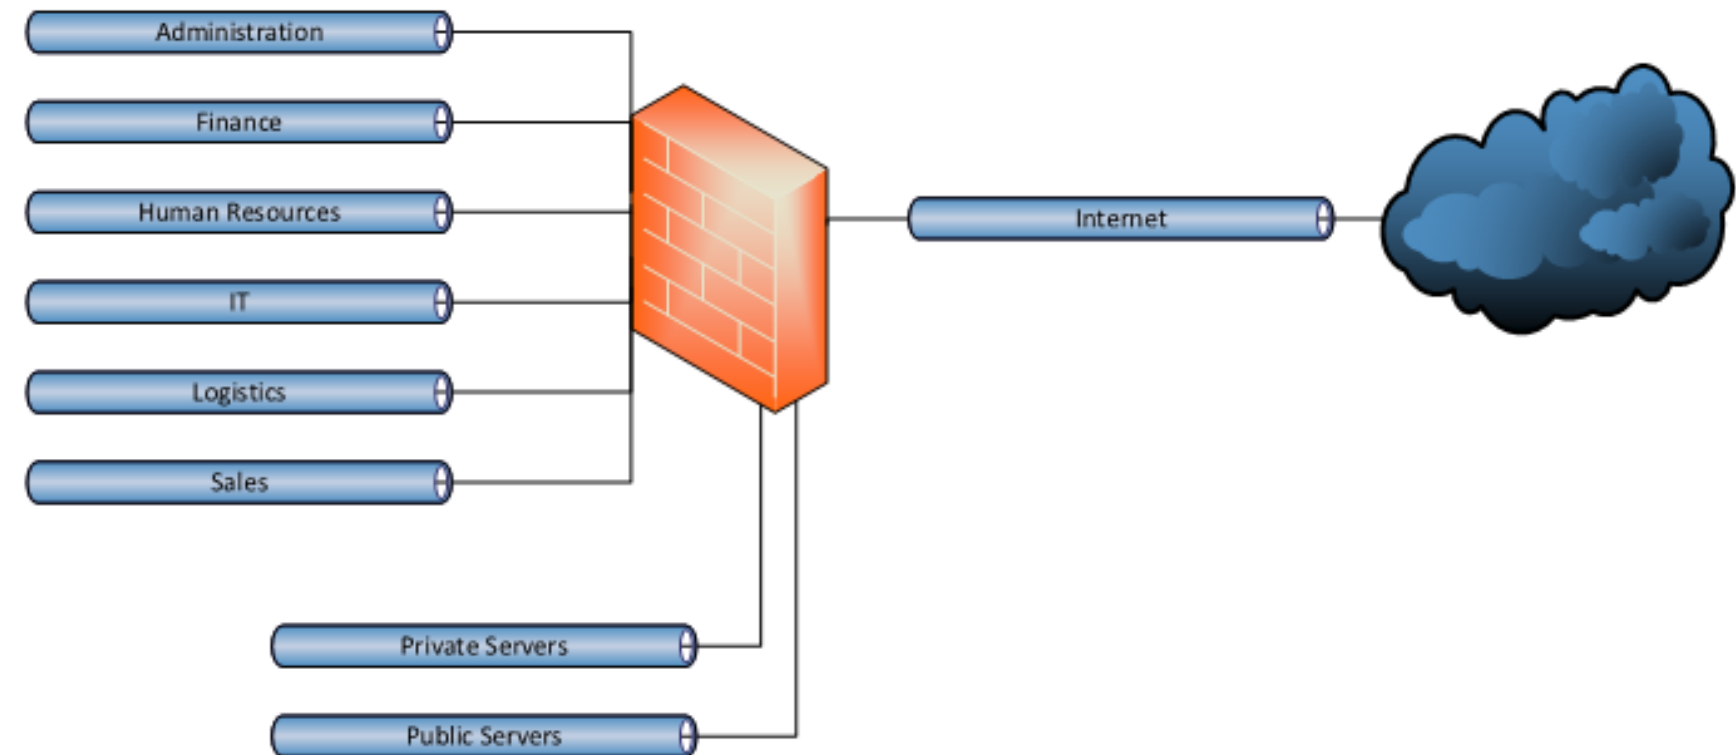 Administration
Finance
Human Resources
IT
Logistics
Sales
Internet
Private Servers
Public Servers